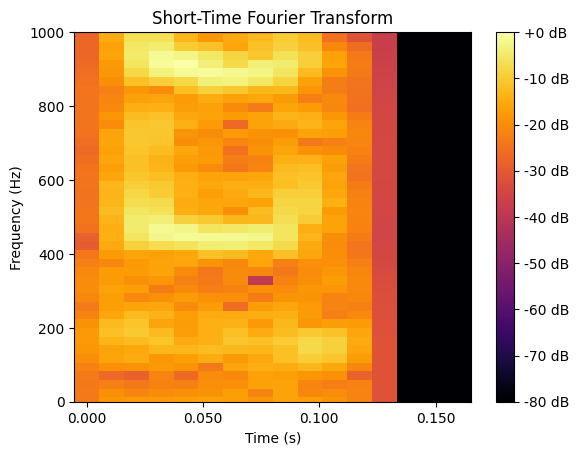 Short-Time Fourier Transform
1000
800
600
400
200
0
Frequency (Hz)
0.000
0.050
0.100
0.150
Time (s)
+0 dB
-10 dB
-20 dB
-30 dB
-40 dB
-50 dB
-60 dB
-70 dB
-80 dB